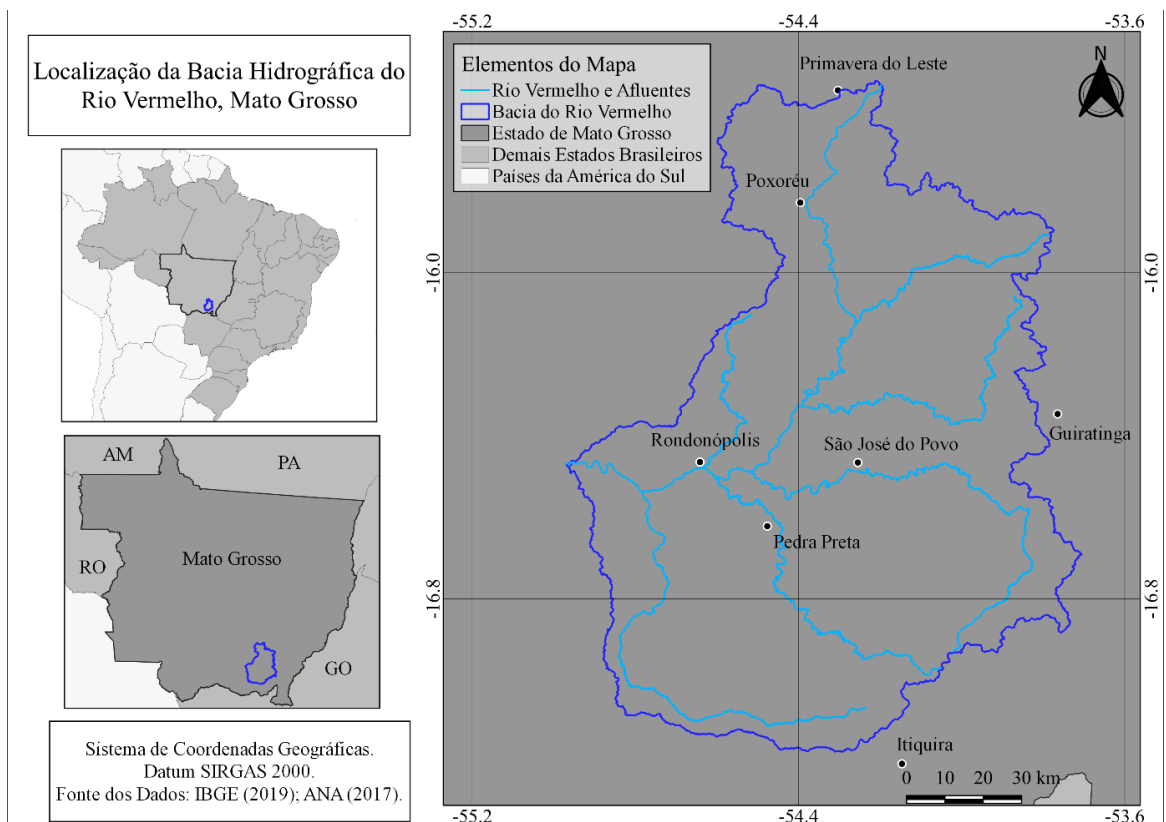 Localização da Bacia Hidrográfica do
Rio Vermelho, Mato Grosso
AM
PA
Mato Grosso
RO
GO
Sistema de Coordenadas Geográficas.
Datum SIRGAS 2000.
Fonte dos Dados: IBGE (2019); ANA (2017).
-55.2
-54.4
-53.6
Elementos do Mapa
Rio Vermelho e Afluentes
Bacia do Rio Vermelho
Estado de Mato Grosso
Demais Estados Brasileiros
Países da América do Sul
N
Primavera do Leste
Poxoréu
-16.0
-16.0
Guiratinga
Rondonópolis
São José do Povo
Pedra Preta
-16.8
-16.8
Itiquira
0 10 20 30 km
-55.2
-54.4
-53.6